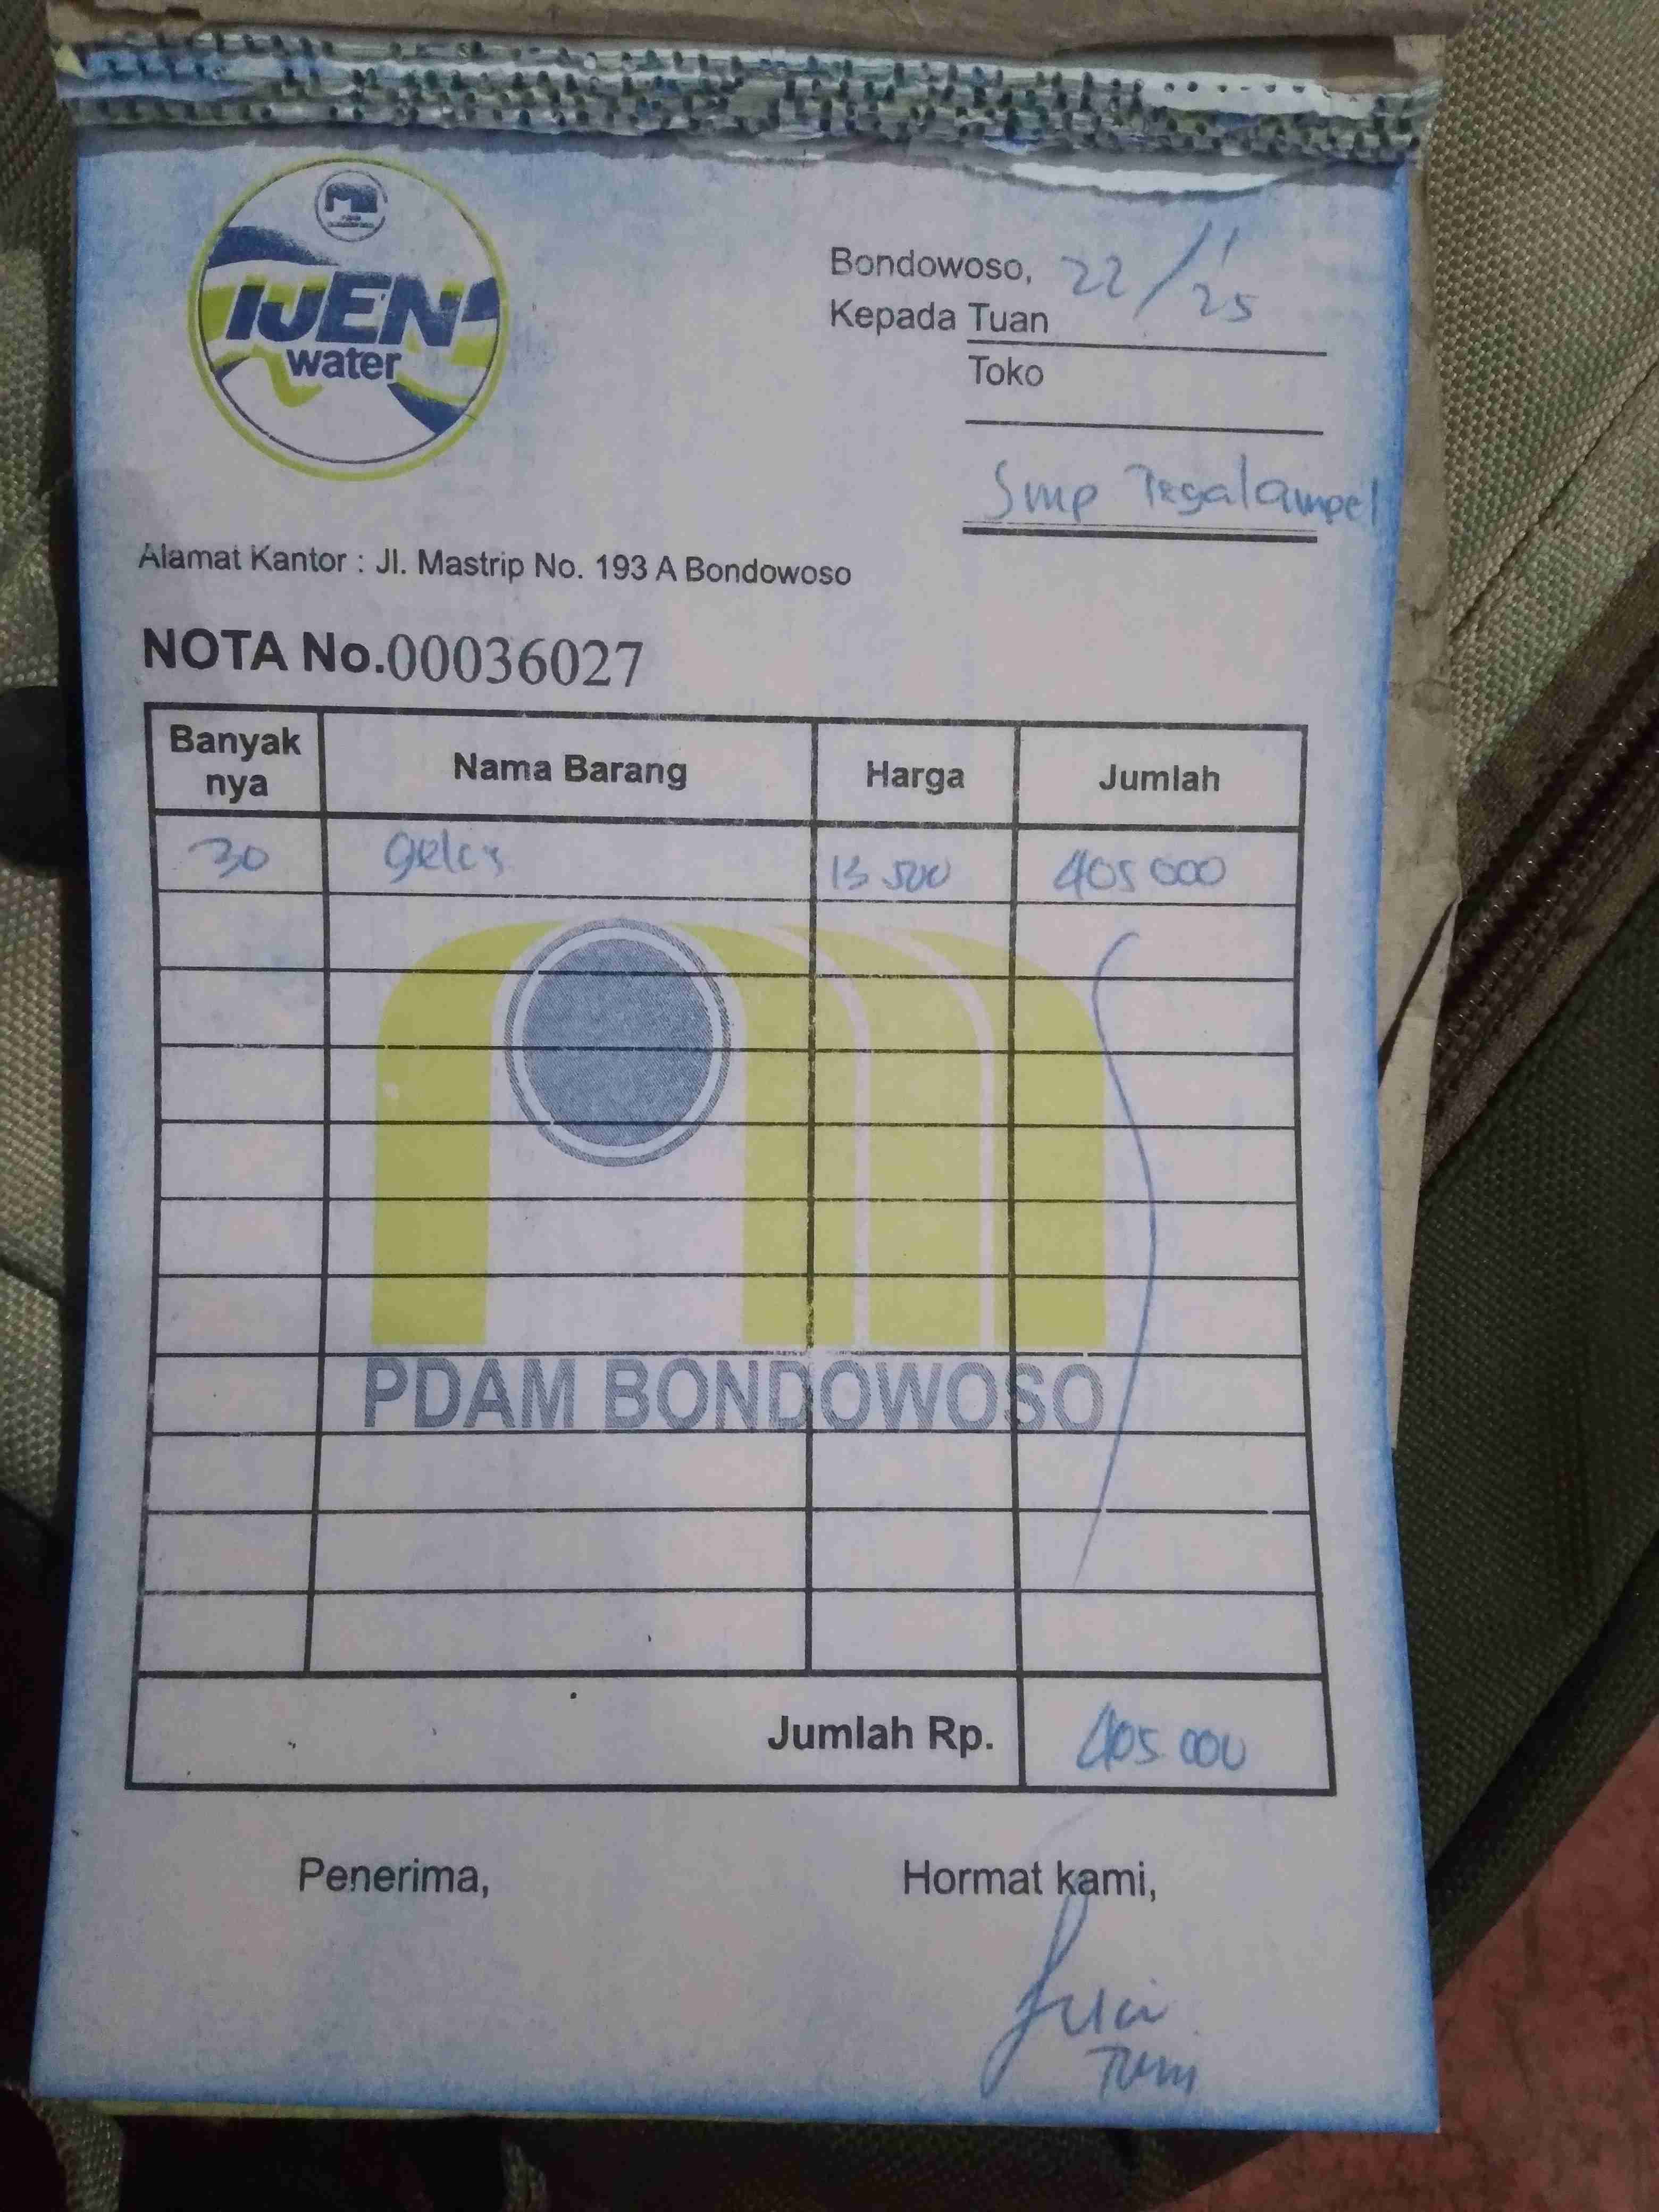 IJEN
water
Bondowoso, 22/1 '25
Kepada Tuan
Toko
Smp Tegalampel
Alamat Kantor : Jl. Mastrip No. 193 A Bondowoso
NOTA No.00036027
Banyak nya Nama Barang Harga Jumlah
30 gelas 13 500 405 000
PDAM BONDOWOSO
Jumlah Rp. 405 000
Penerima, Hormat kami,